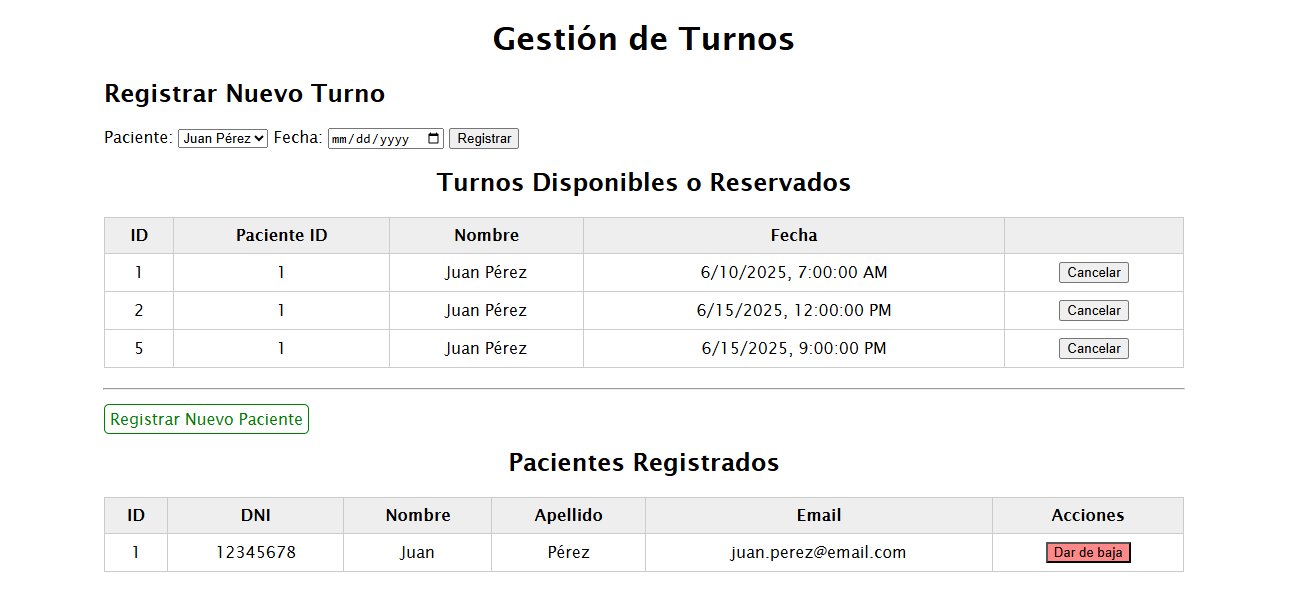 Gestión de Turnos
Registrar Nuevo Turno
Paciente: Juan Pérez Fecha: mm/dd/yyyy Registrar
Turnos Disponibles o Reservados
ID Paciente ID Nombre Fecha
1 1 Juan Pérez 6/10/2025, 7:00:00 AM Cancelar
2 1 Juan Pérez 6/15/2025, 12:00:00 PM Cancelar
5 1 Juan Pérez 6/15/2025, 9:00:00 PM Cancelar
Registrar Nuevo Paciente
Pacientes Registrados
ID DNI Nombre Apellido Email Acciones
1 12345678 Juan Pérez juan.perez@email.com Dar de baja